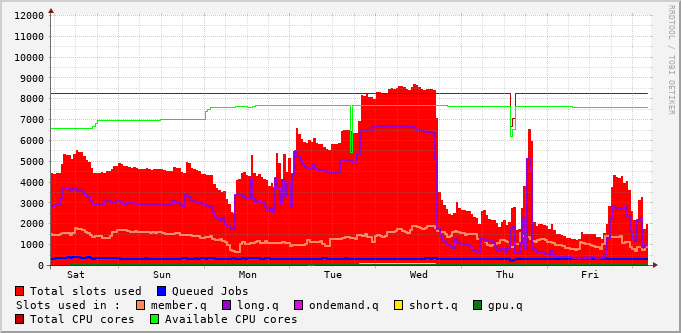 12000
11000
10000
9000
8000
7000
6000
5000
4000
3000
2000
1000
0
Sat Sun Mon Tue Wed Thu Fri
RRDTOOL / TOBI OETIKER
Total slots used Queued Jobs
Slots used in : member.q long.q ondemand.q short.q gpu.q
Total CPU cores Available CPU cores